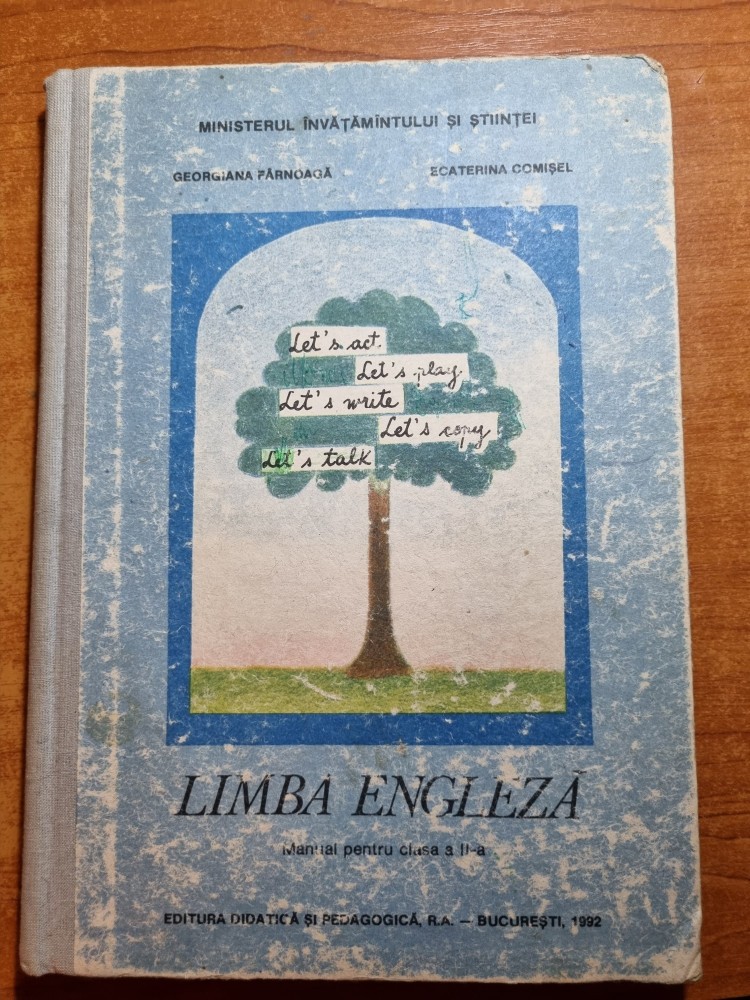 MINISTERUL ÎNVĂȚĂMÎNTULUI ȘI ȘTIINȚEI
GEORGIANA FÂRNOAGĂ ECATERINA COMIȘEL
Let's act.
Let's play
Let's write
Let's copy
Let's talk
LIMBA ENGLEZĂ
Manual pentru clasa a II-a
EDITURA DIDACTICĂ ȘI PEDAGOGICĂ, R.A. — BUCUREȘTI, 1992